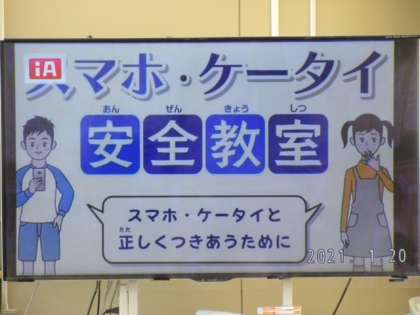 iA
スマホ・ケータイ
あん ぜん きょう しつ
安全教室
スマホ・ケータイと
ただ
正しくつきあうために
2021. 1.20